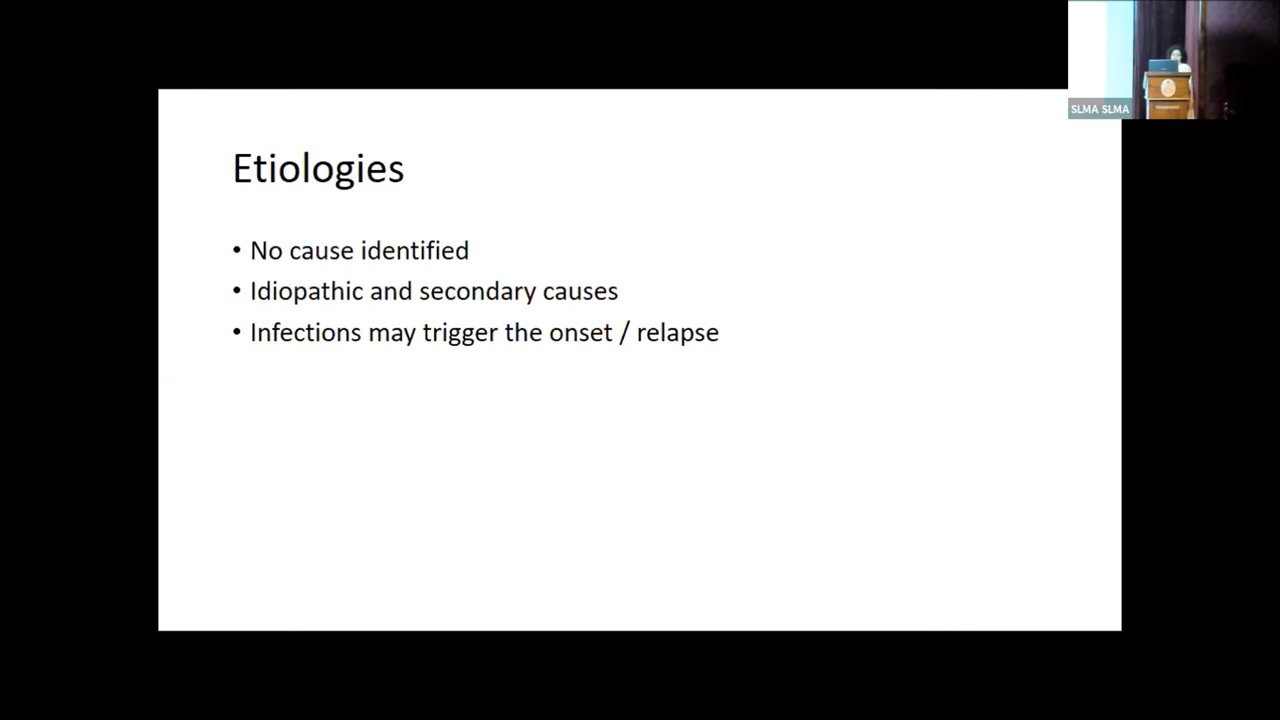 SLMA SLMA
Etiologies
• No cause identified
• Idiopathic and secondary causes
• Infections may trigger the onset / relapse